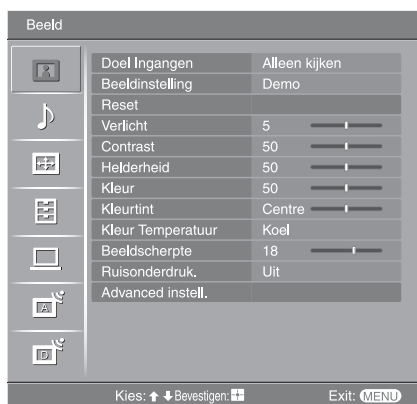 Beeld
Doel Ingangen Alleen kijken
Beeldinstelling Demo
Reset
Verlicht 5
Contrast 50
Helderheid 50
Kleur 50
Kleurtint Centre
Kleur Temperatuur Koel
Beeldscherpte 18
Ruisonderdruk. Uit
Advanced instell.
A
D
Kies: ↑ ↓ Bevestigen: Exit: MENU